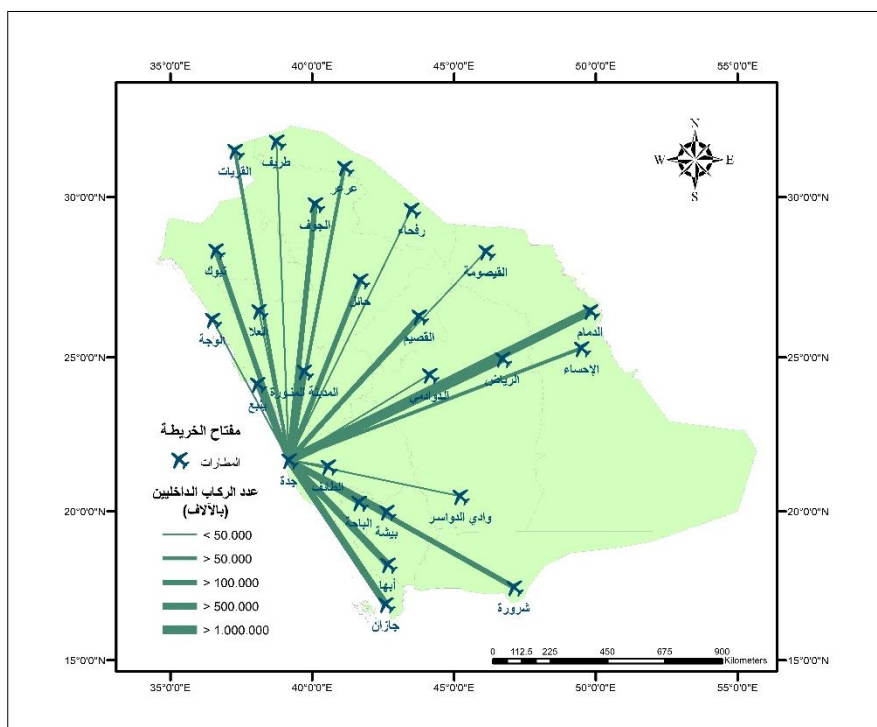 35°0'0"E 40°0'0"E 45°0'0"E 50°0'0"E 55°0'0"E
N
W E
S
طريف
القريات
عرعر
30°0'0"N 30°0'0"N
الجوف
رفحاء
تبوك
القيصومة
حائل
العلا
الوجة
القصيم
الدمام
25°0'0"N 25°0'0"N
الإحساء
الرياض
الدوادمي
المدينة المنورة
ينبع
مفتاح الخريطة
المطارات
جدة
الطائف
عدد الركاب الداخليين
(بالآلاف)
وادي الدواسر
الباحة
بيشة
20°0'0"N 20°0'0"N
< 50.000
> 50.000
> 100.000
> 500.000
> 1.000.000
أبها
شرورة
جازان
0 112.5 225 450 675 900
Kilometers
15°0'0"N 15°0'0"N
35°0'0"E 40°0'0"E 45°0'0"E 50°0'0"E 55°0'0"E